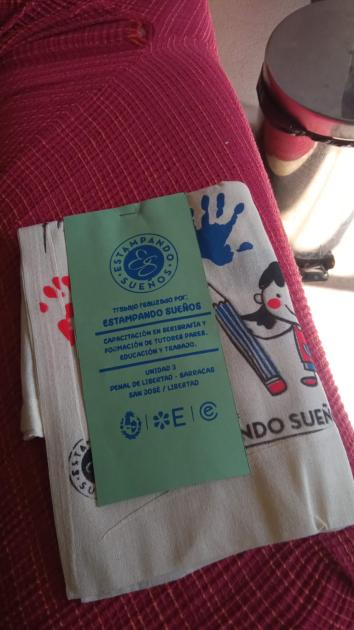 ESTAMPANDO
SUEÑOS
TRABAJO REALIZADO POR:
ESTAMPANDO SUEÑOS
CAPACITACIÓN EN SERIGRAFÍA Y
FORMACIÓN DE TUTORES PARES.
EDUCACIÓN Y TRABAJO.
UNIDAD 3
PENAL DE LIBERTAD - BARRACAS
SAN JOSÉ / LIBERTAD
E
NDO SUEÑ